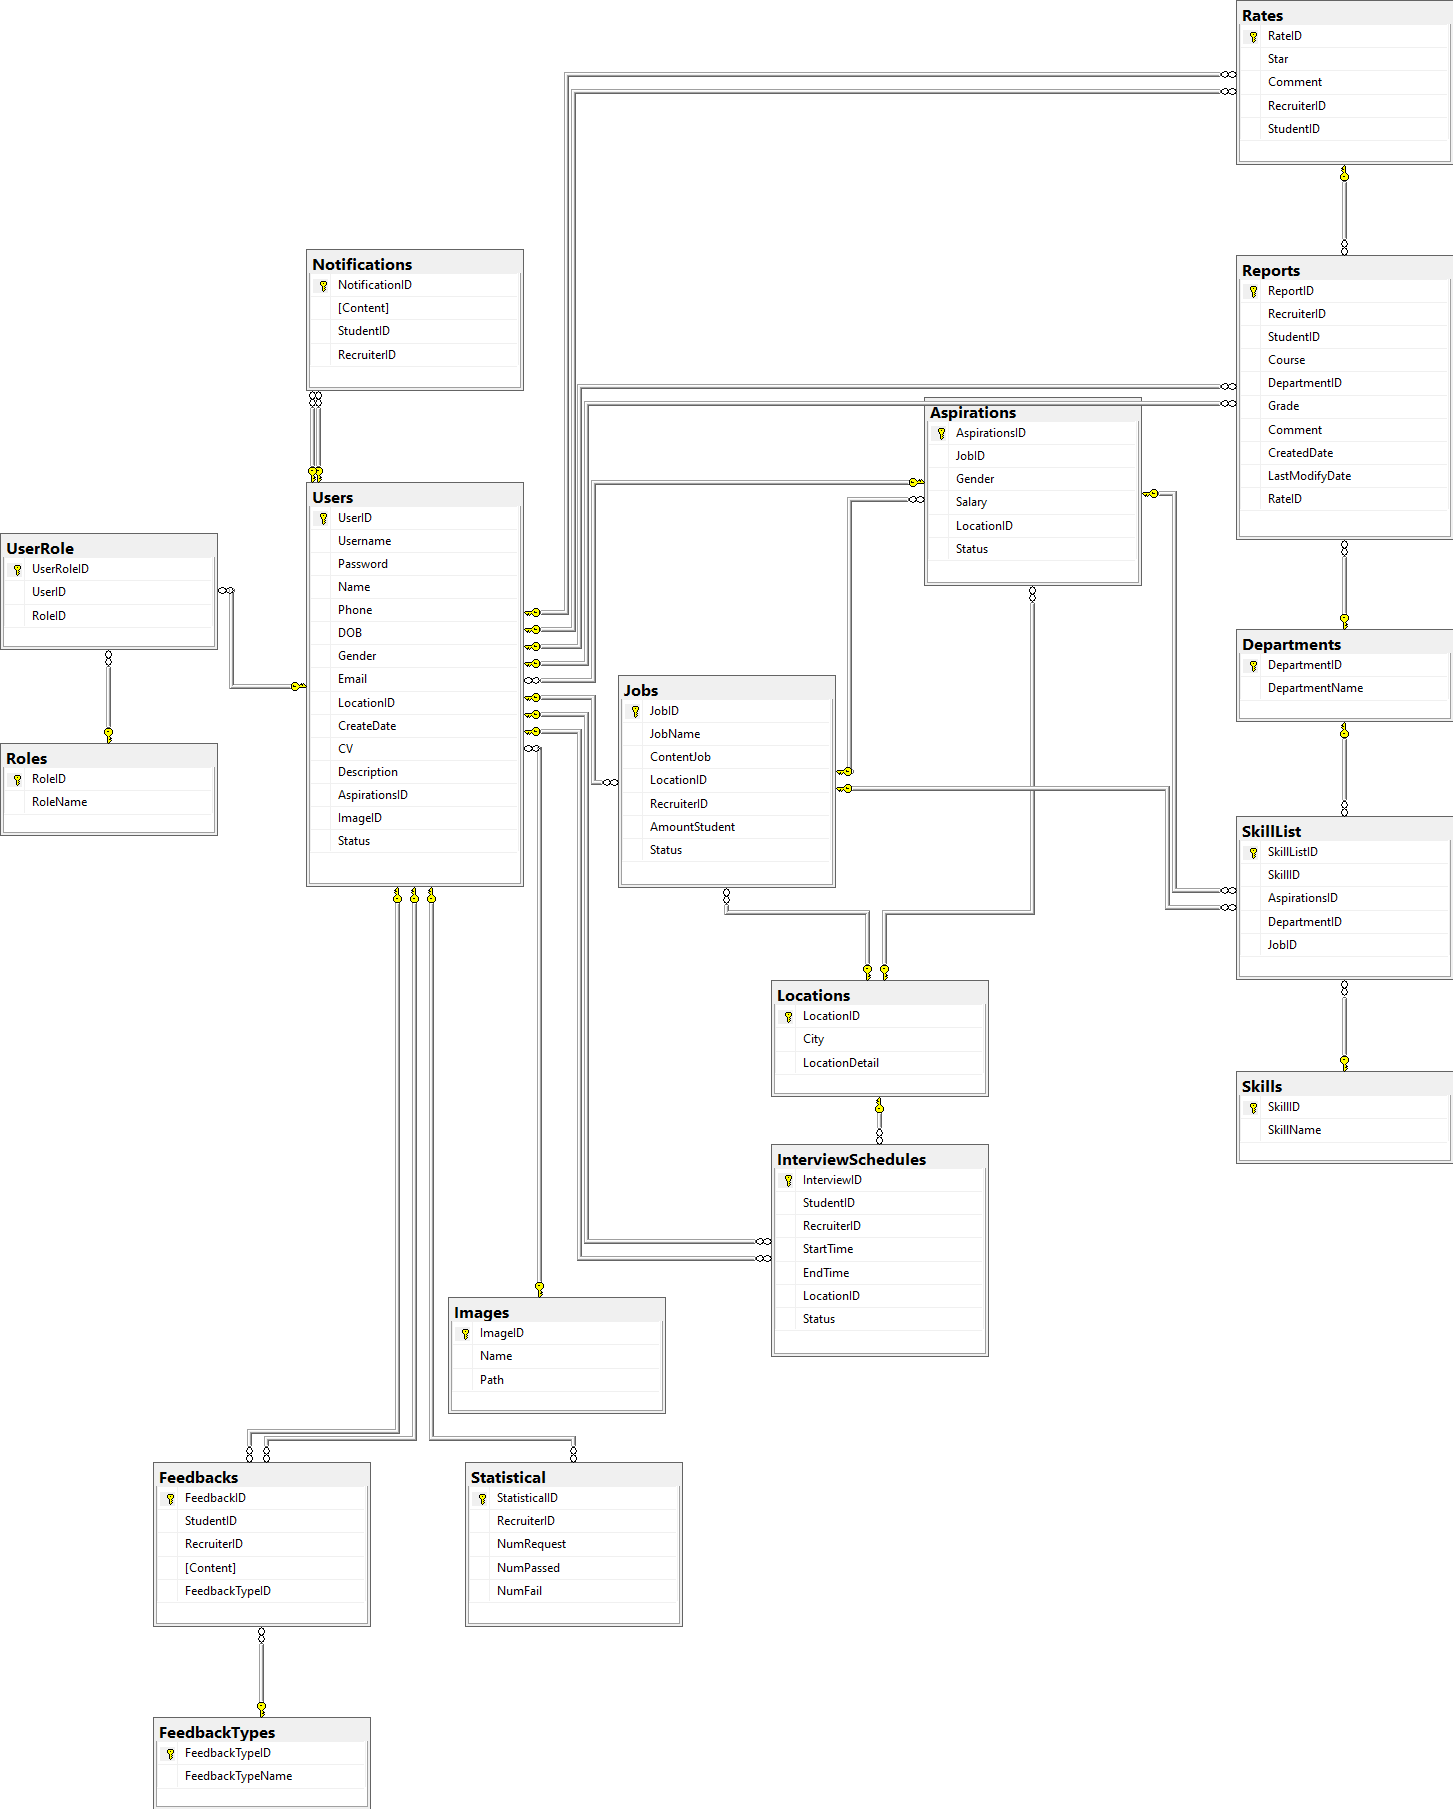 Rates
RateID
Star
Comment
RecruiterID
StudentID
Notifications
NotificationID
[Content]
StudentID
RecruiterID
Reports
ReportID
RecruiterID
StudentID
Course
DepartmentID
Grade
Comment
CreatedDate
LastModifyDate
RateID
Aspirations
AspirationsID
JobID
Gender
Salary
LocationID
Status
Users
UserID
Username
Password
Name
Phone
DOB
Gender
Email
LocationID
CreateDate
CV
Description
AspirationsID
ImageID
Status
UserRole
UserRoleID
UserID
RoleID
Roles
RoleID
RoleName
Jobs
JobID
JobName
ContentJob
LocationID
RecruiterID
AmountStudent
Status
Departments
DepartmentID
DepartmentName
SkillList
SkillListID
SkillID
AspirationsID
DepartmentID
JobID
Locations
LocationID
City
LocationDetail
Skills
SkillID
SkillName
InterviewSchedules
InterviewID
StudentID
RecruiterID
StartTime
EndTime
LocationID
Status
Images
ImageID
Name
Path
Feedbacks
FeedbackID
StudentID
RecruiterID
[Content]
FeedbackTypeID
Statistical
StatisticalID
RecruiterID
NumRequest
NumPassed
NumFail
FeedbackTypes
FeedbackTypeID
FeedbackTypeName